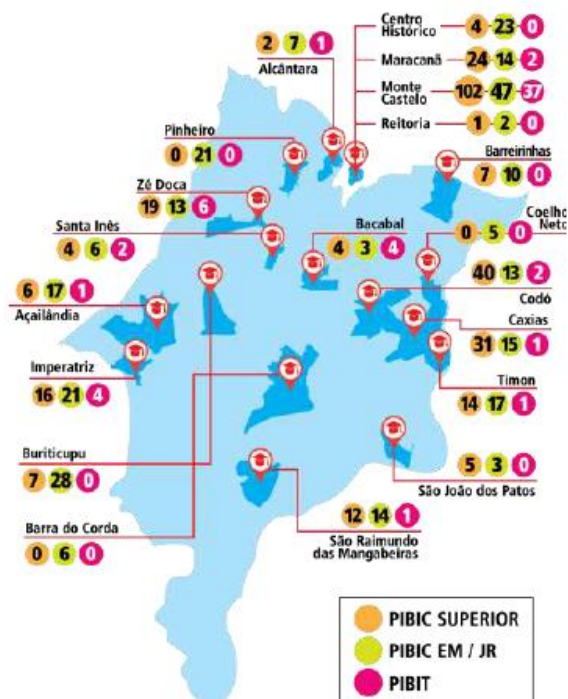 Centro
Histórico
4 23 0
Maracanã
24 14 2
Monte
Castelo
102 47 37
Reitoria
1 2 0
2 7 1
Alcântara
Pinheiro
0 21 0
Barreirinhas
7 10 0
Zé Doca
19 13 6
Coelho
Neto
0 5 0
Santa Inês
4 6 2
Bacabal
4 3 4
40 13 2
Codó
6 17 1
Açailândia
Caxias
31 15 1
Imperatriz
16 21 4
Timon
14 17 1
Buriticupu
7 28 0
5 3 0
São João dos Patos
Barra do Corda
0 6 0
12 14 1
São Raimundo
das Mangabeiras
PIBIC SUPERIOR
PIBIC EM / JR
PIBIT